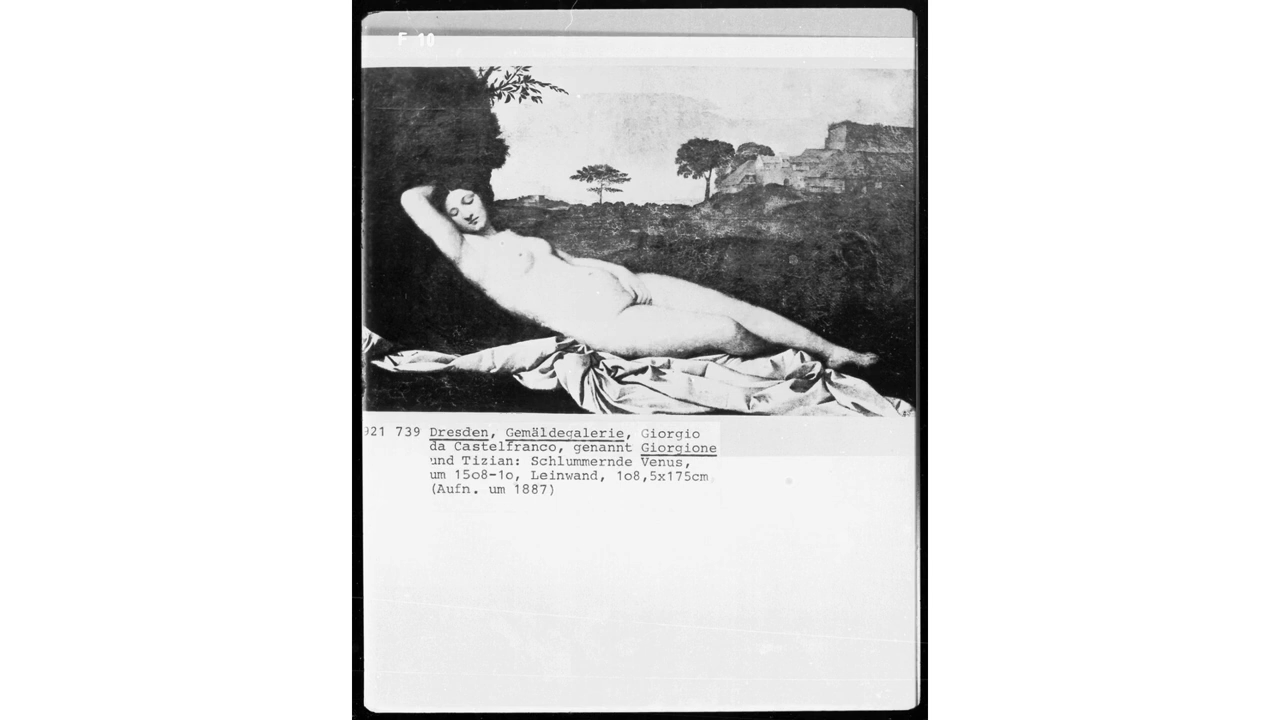 F 10
921 739 Dresden, Gemäldegalerie, Giorgio
da Castelfranco, genannt Giorgione
und Tizian: Schlummernde Venus,
um 15o8-1o, Leinwand, 1o8,5x175cm
(Aufn. um 1887)